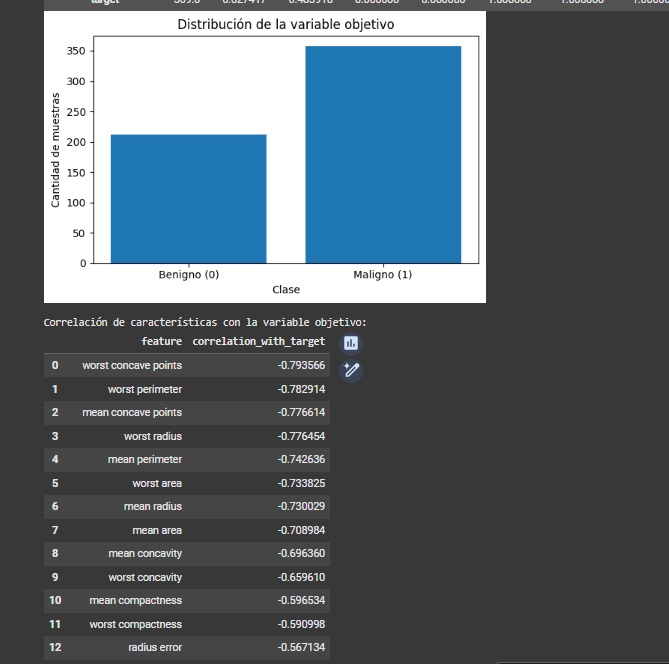 Distribución de la variable objetivo
350
300
250
200
150
100
50
0
Cantidad de muestras
Benigno (0)
Maligno (1)
Clase
Correlación de características con la variable objetivo:
feature correlation_with_target
0 worst concave points -0.793566
1 worst perimeter -0.782914
2 mean concave points -0.776614
3 worst radius -0.776454
4 mean perimeter -0.742636
5 worst area -0.733825
6 mean radius -0.730029
7 mean area -0.708984
8 mean concavity -0.696360
9 worst concavity -0.659610
10 mean compactness -0.596534
11 worst compactness -0.590998
12 radius error -0.567134